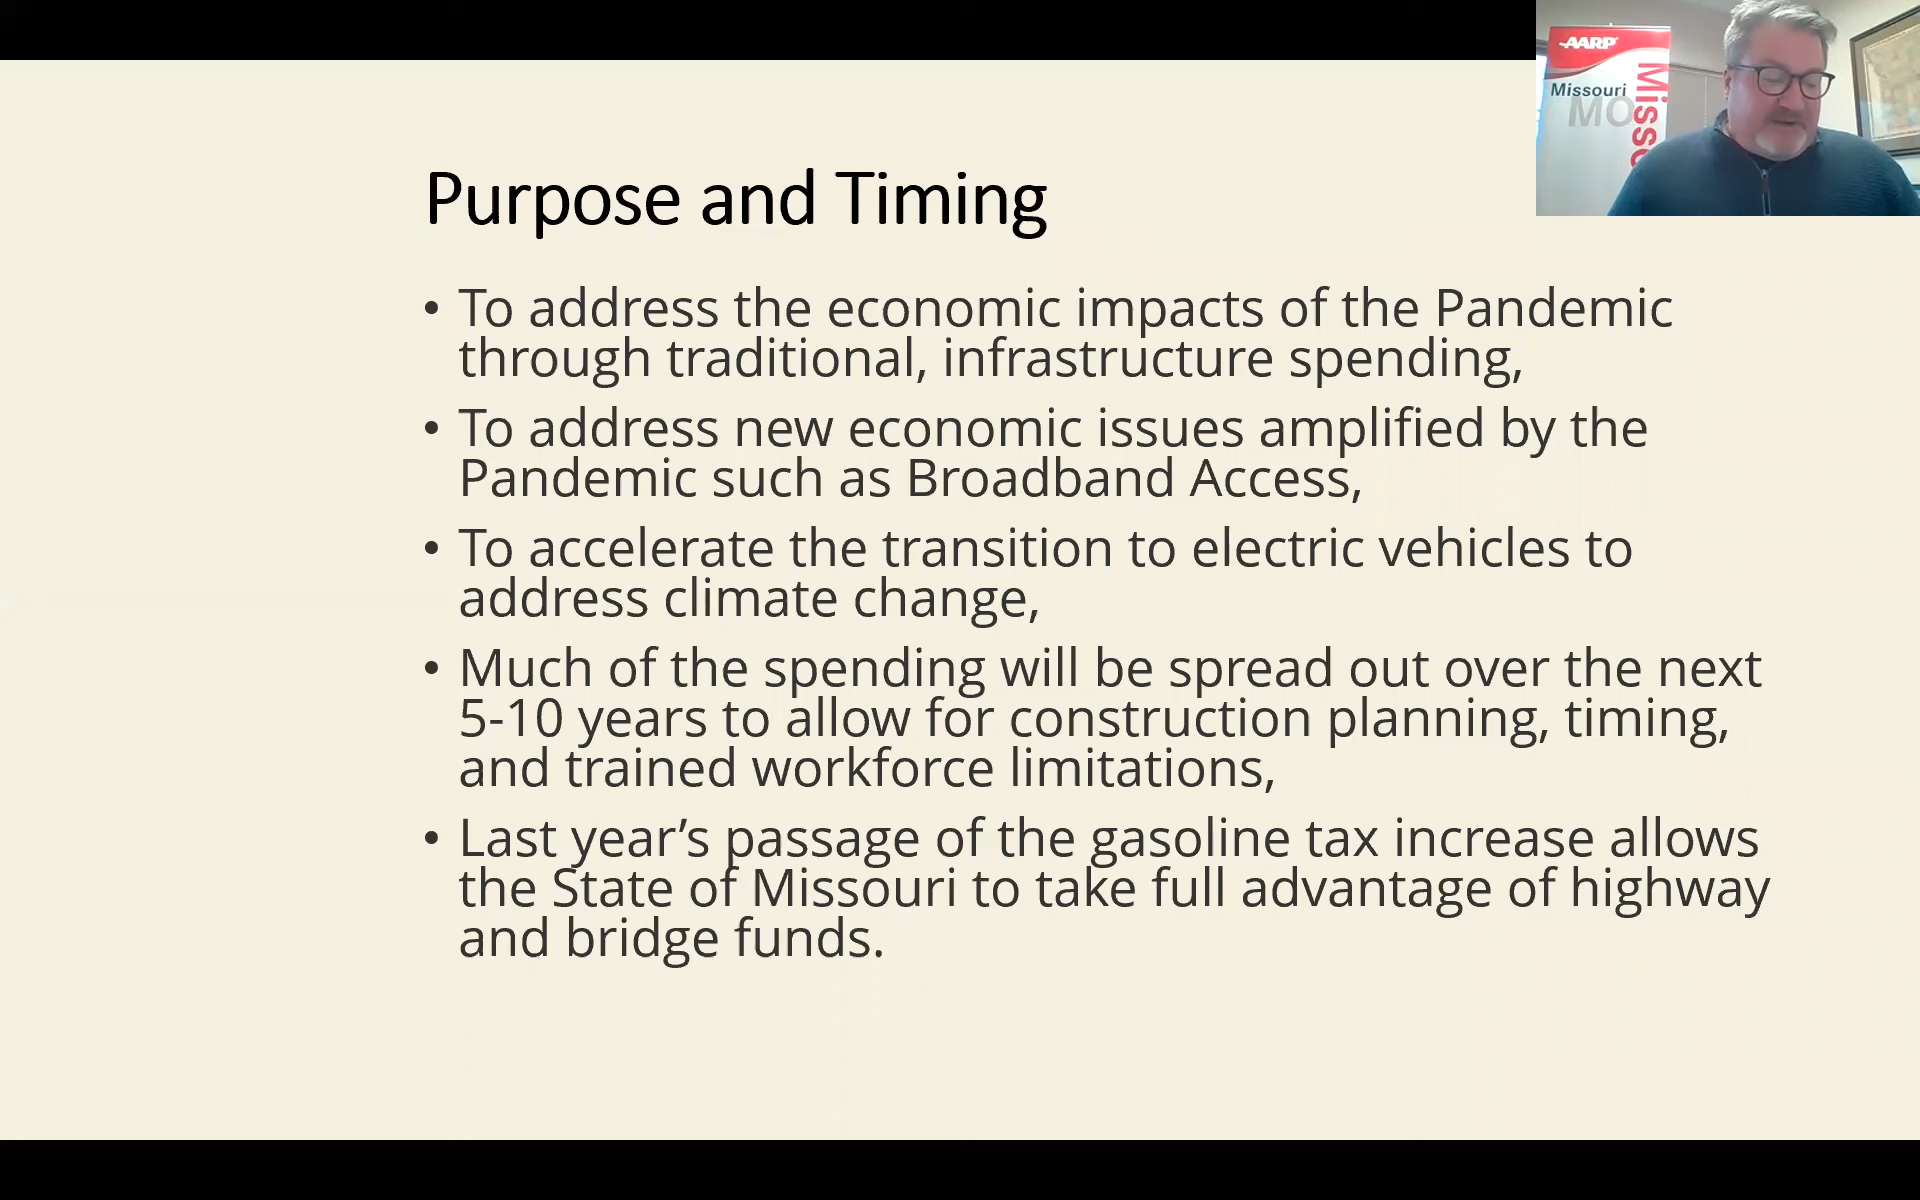 AARP
Missouri
MO
Purpose and Timing
• To address the economic impacts of the Pandemic
through traditional, infrastructure spending,
• To address new economic issues amplified by the
Pandemic such as Broadband Access,
• To accelerate the transition to electric vehicles to
address climate change,
• Much of the spending will be spread out over the next
5-10 years to allow for construction planning, timing,
and trained workforce limitations,
• Last year’s passage of the gasoline tax increase allows
the State of Missouri to take full advantage of highway
and bridge funds.